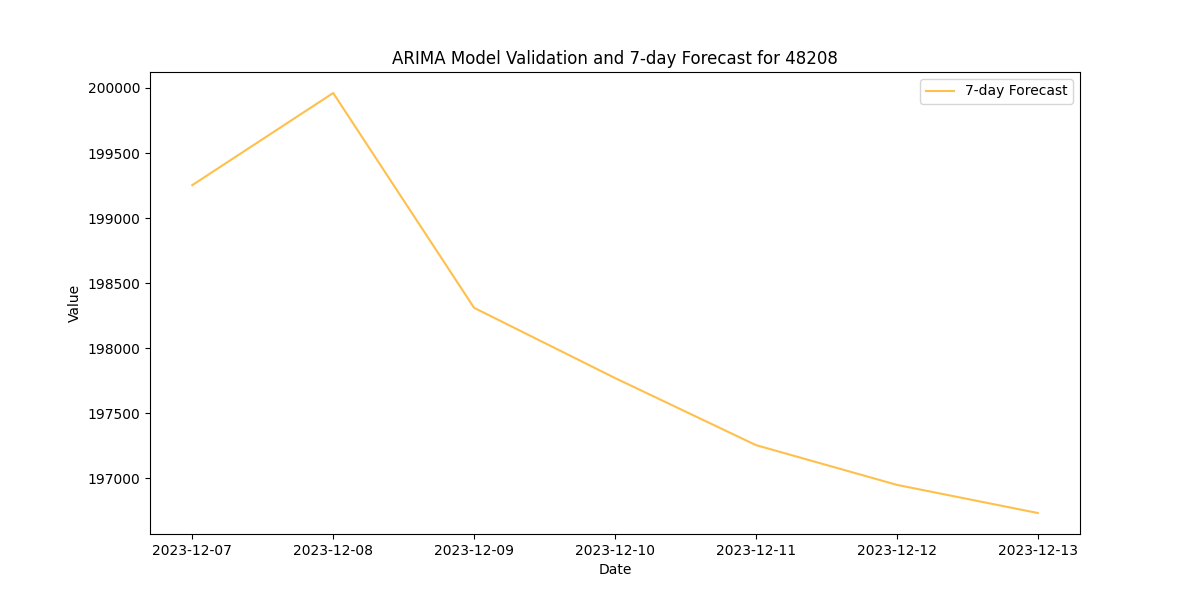 ARIMA Model Validation and 7-day Forecast for 48208
7-day Forecast
200000
199500
199000
198500
198000
197500
197000
Value
2023-12-07 2023-12-08 2023-12-09 2023-12-10 2023-12-11 2023-12-12 2023-12-13
Date